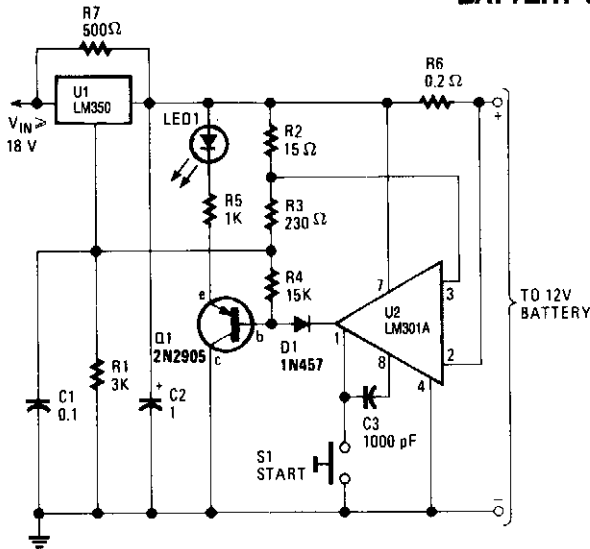 R7
500Ω
U1
LM350
V_IN ≥
18 V
LED1
R5
1K
R2
15 Ω
R3
230 Ω
R4
15K
R6
0.2 Ω
+
TO 12V
BATTERY
7
3
U2
LM301A
1
2
8
4
e
b
c
Q1
2N2905
D1
1N457
C1
0.1
R1
3K
+
C2
1
C3
1000 pF
S1
START
−